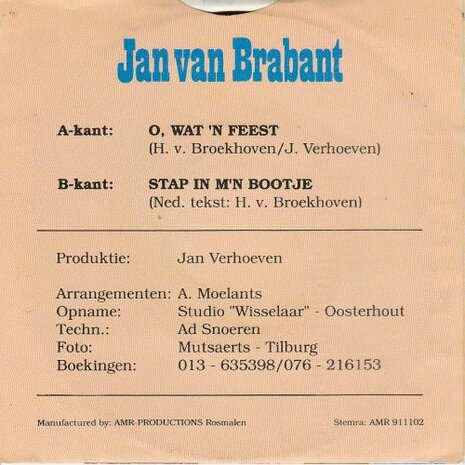 Jan van Brabant
A-kant: O, WAT 'N FEEST
(H. v. Broekhoven/J. Verhoeven)
B-kant: STAP IN M'N BOOTJE
(Ned. tekst: H. v. Broekhoven)
Produktie: Jan Verhoeven
Arrangementen: A. Moelants
Opname: Studio "Wisselaar" - Oosterhout
Techn.: Ad Snoeren
Foto: Mutsaerts - Tilburg
Boekingen: 013 - 635398/076 - 216153
Manufactured by: AMR-PRODUCTIONS Rosmalen Stemra: AMR 911102